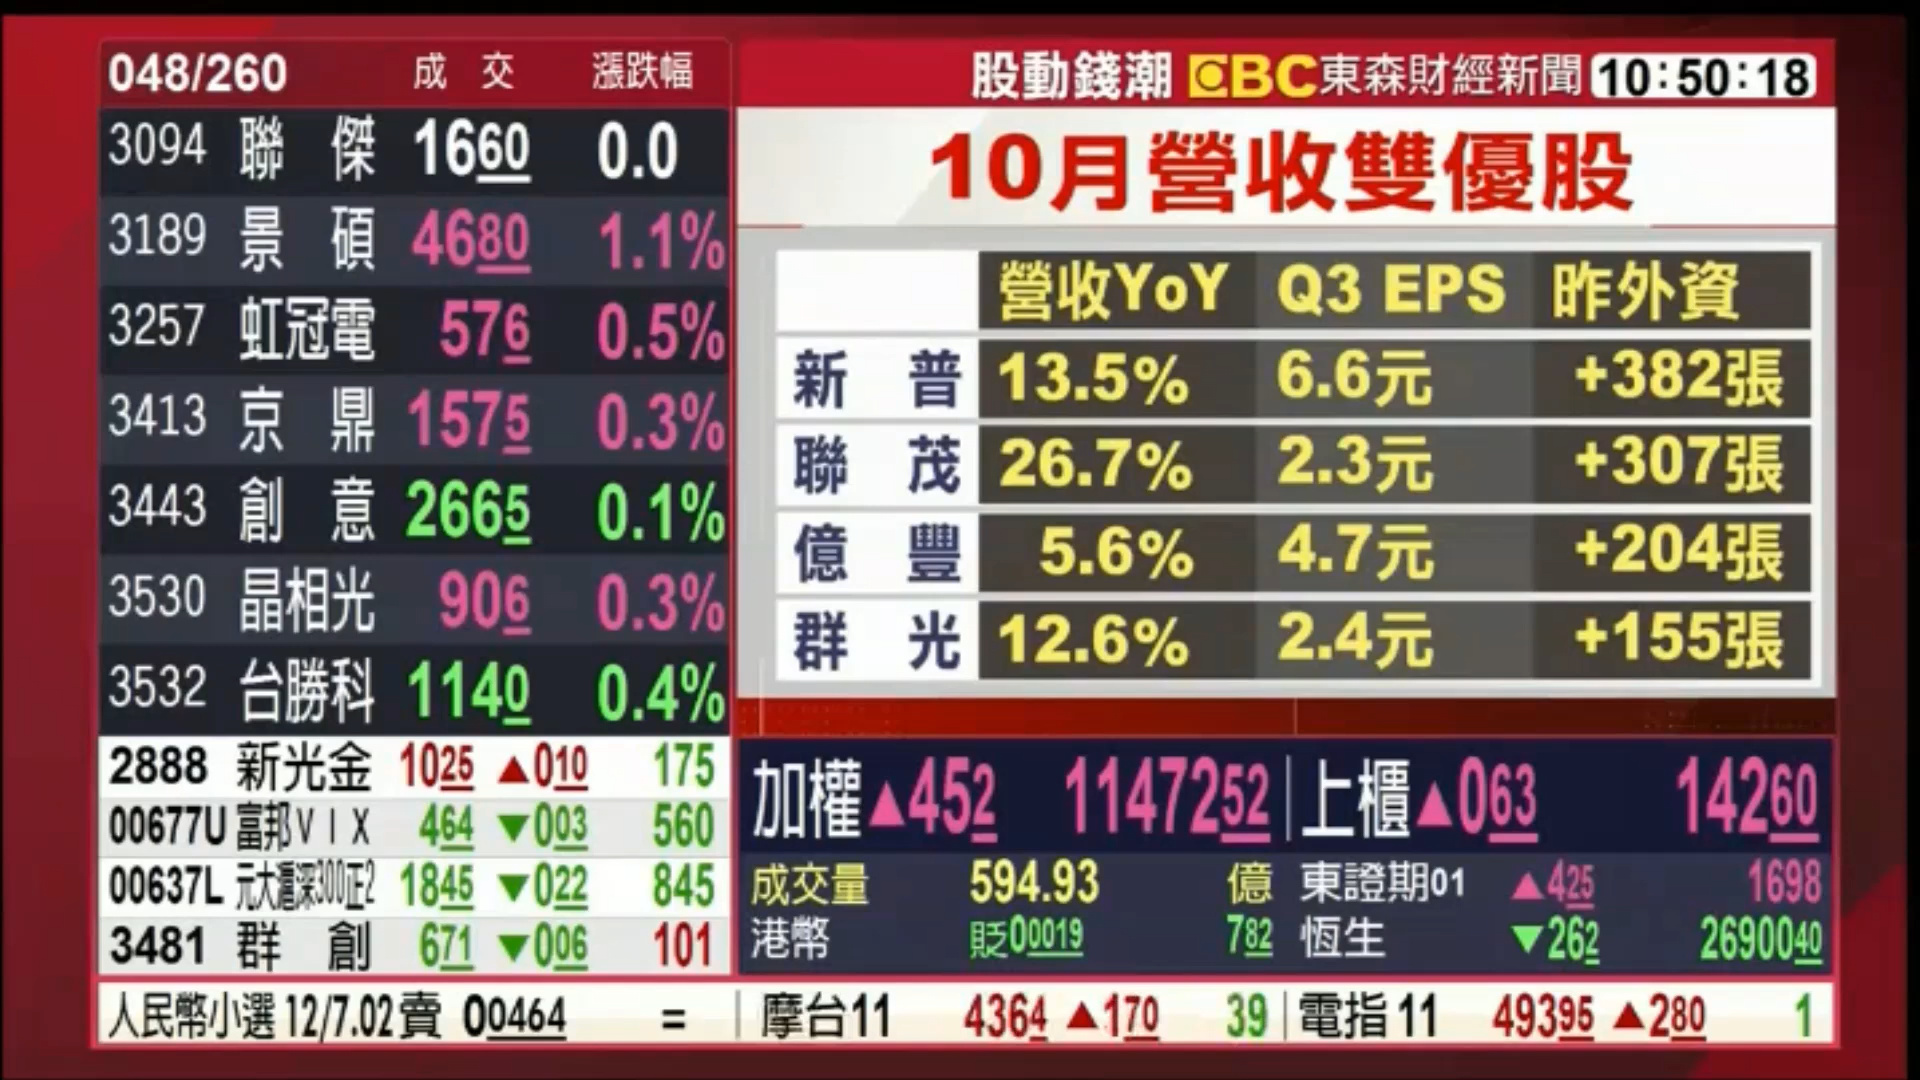 048/260 成交 漲跌幅
3094 聯傑 1660 0.0
3189 景碩 4680 1.1%
3257 虹冠電 576 0.5%
3413 京鼎 1575 0.3%
3443 創意 2665 0.1%
3530 晶相光 906 0.3%
3532 台勝科 1140 0.4%
2888 新光金 1025 ▲010 175
00677U 富邦VIX 464 ▼003 560
00637L 元大滬深300正2 1845 ▼022 845
3481 群創 671 ▼006 101
股動錢潮 EBC東森財經新聞 10:50:18
10月營收雙優股
營收YoY Q3 EPS 昨外資
新普 13.5% 6.6元 +382張
聯茂 26.7% 2.3元 +307張
億豐 5.6% 4.7元 +204張
群光 12.6% 2.4元 +155張
加權▲452 1147252 上櫃▲063 14260
成交量 594.93 億 東證期01 ▲425 1698
港幣 貶00019 782 恆生 ▼262 2690040
人民幣小選 12/7.02賣 00464 = 摩台11 4364 ▲170 39 電指11 49395 ▲280 1